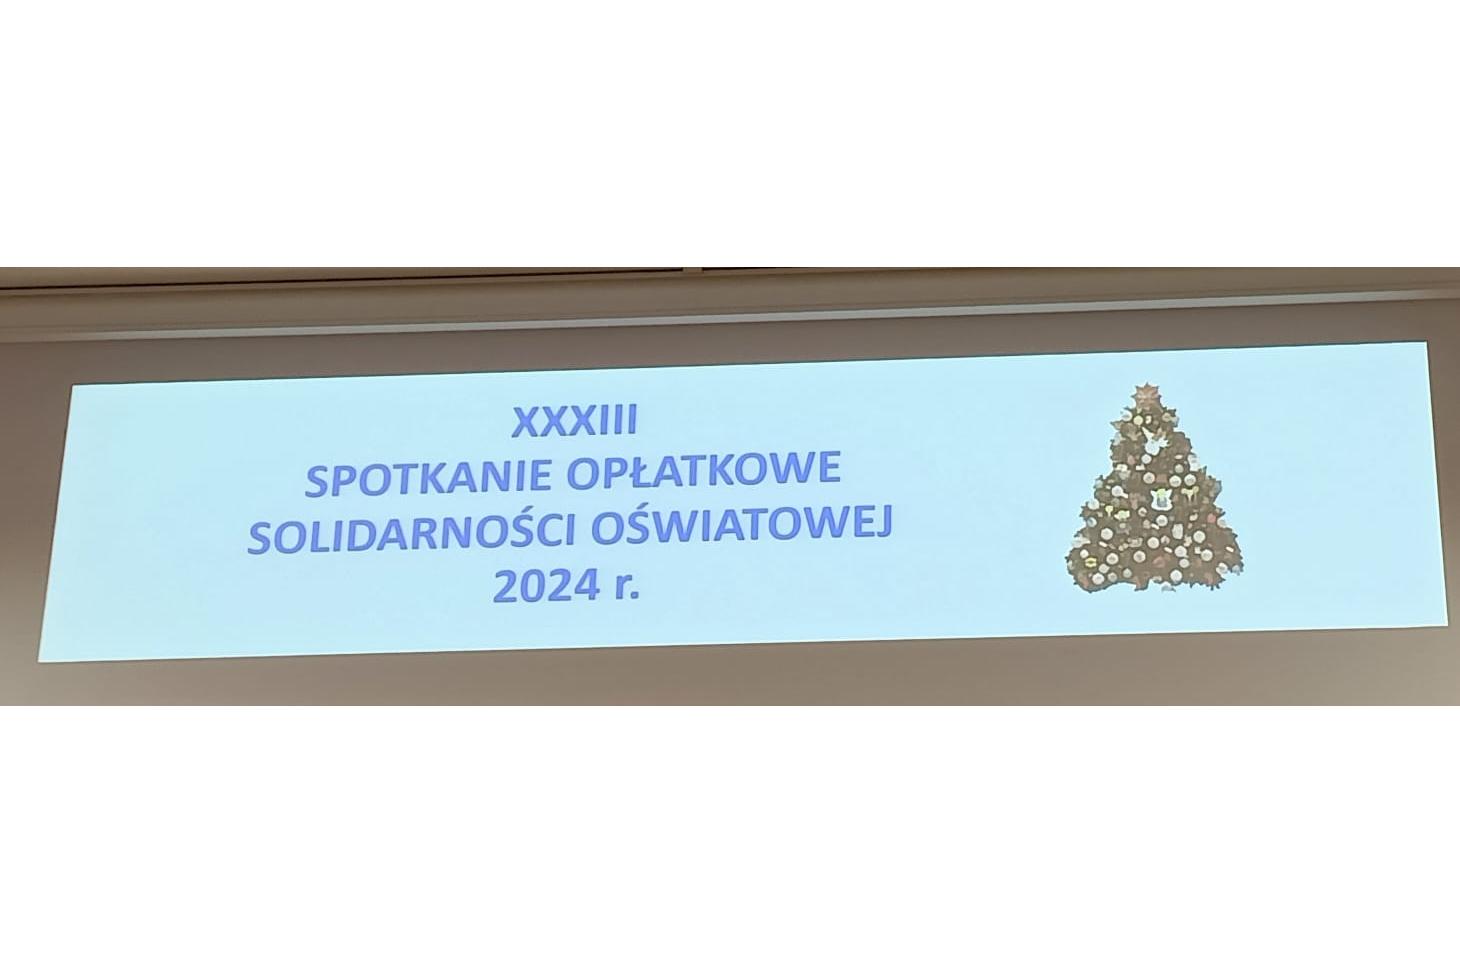 XXXIII
SPOTKANIE OPŁATKOWE
SOLIDARNOŚCI OŚWIATOWEJ
2024 r.